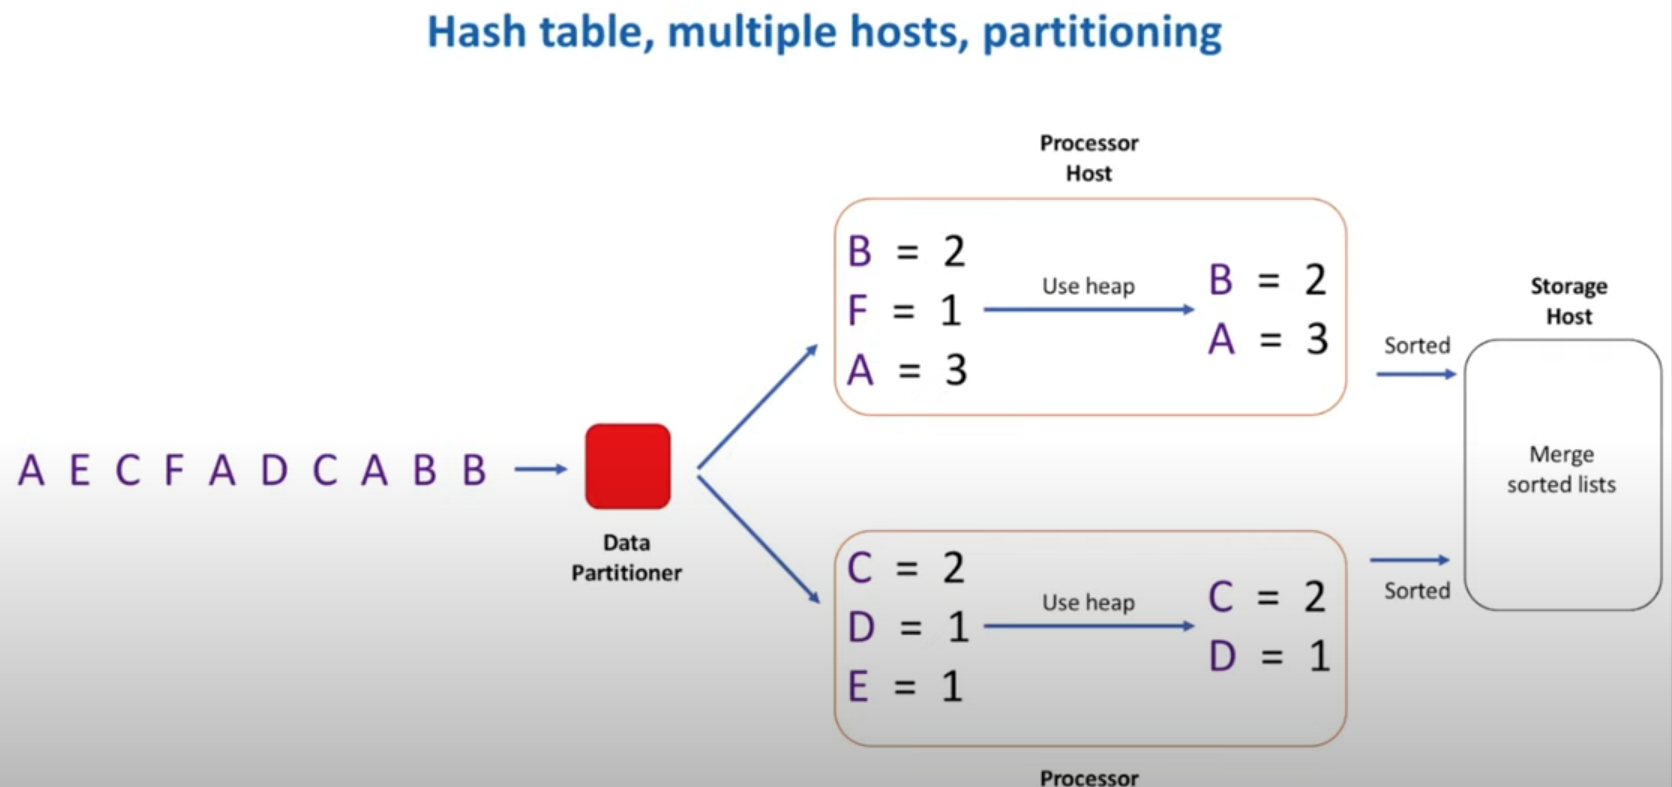 Hash table, multiple hosts, partitioning
A E C F A D C A B B
Data
Partitioner
Processor
Host
B = 2
F = 1
A = 3
Use heap
B = 2
A = 3
Sorted
C = 2
D = 1
E = 1
Use heap
C = 2
D = 1
Sorted
Processor
Storage
Host
Merge
sorted lists